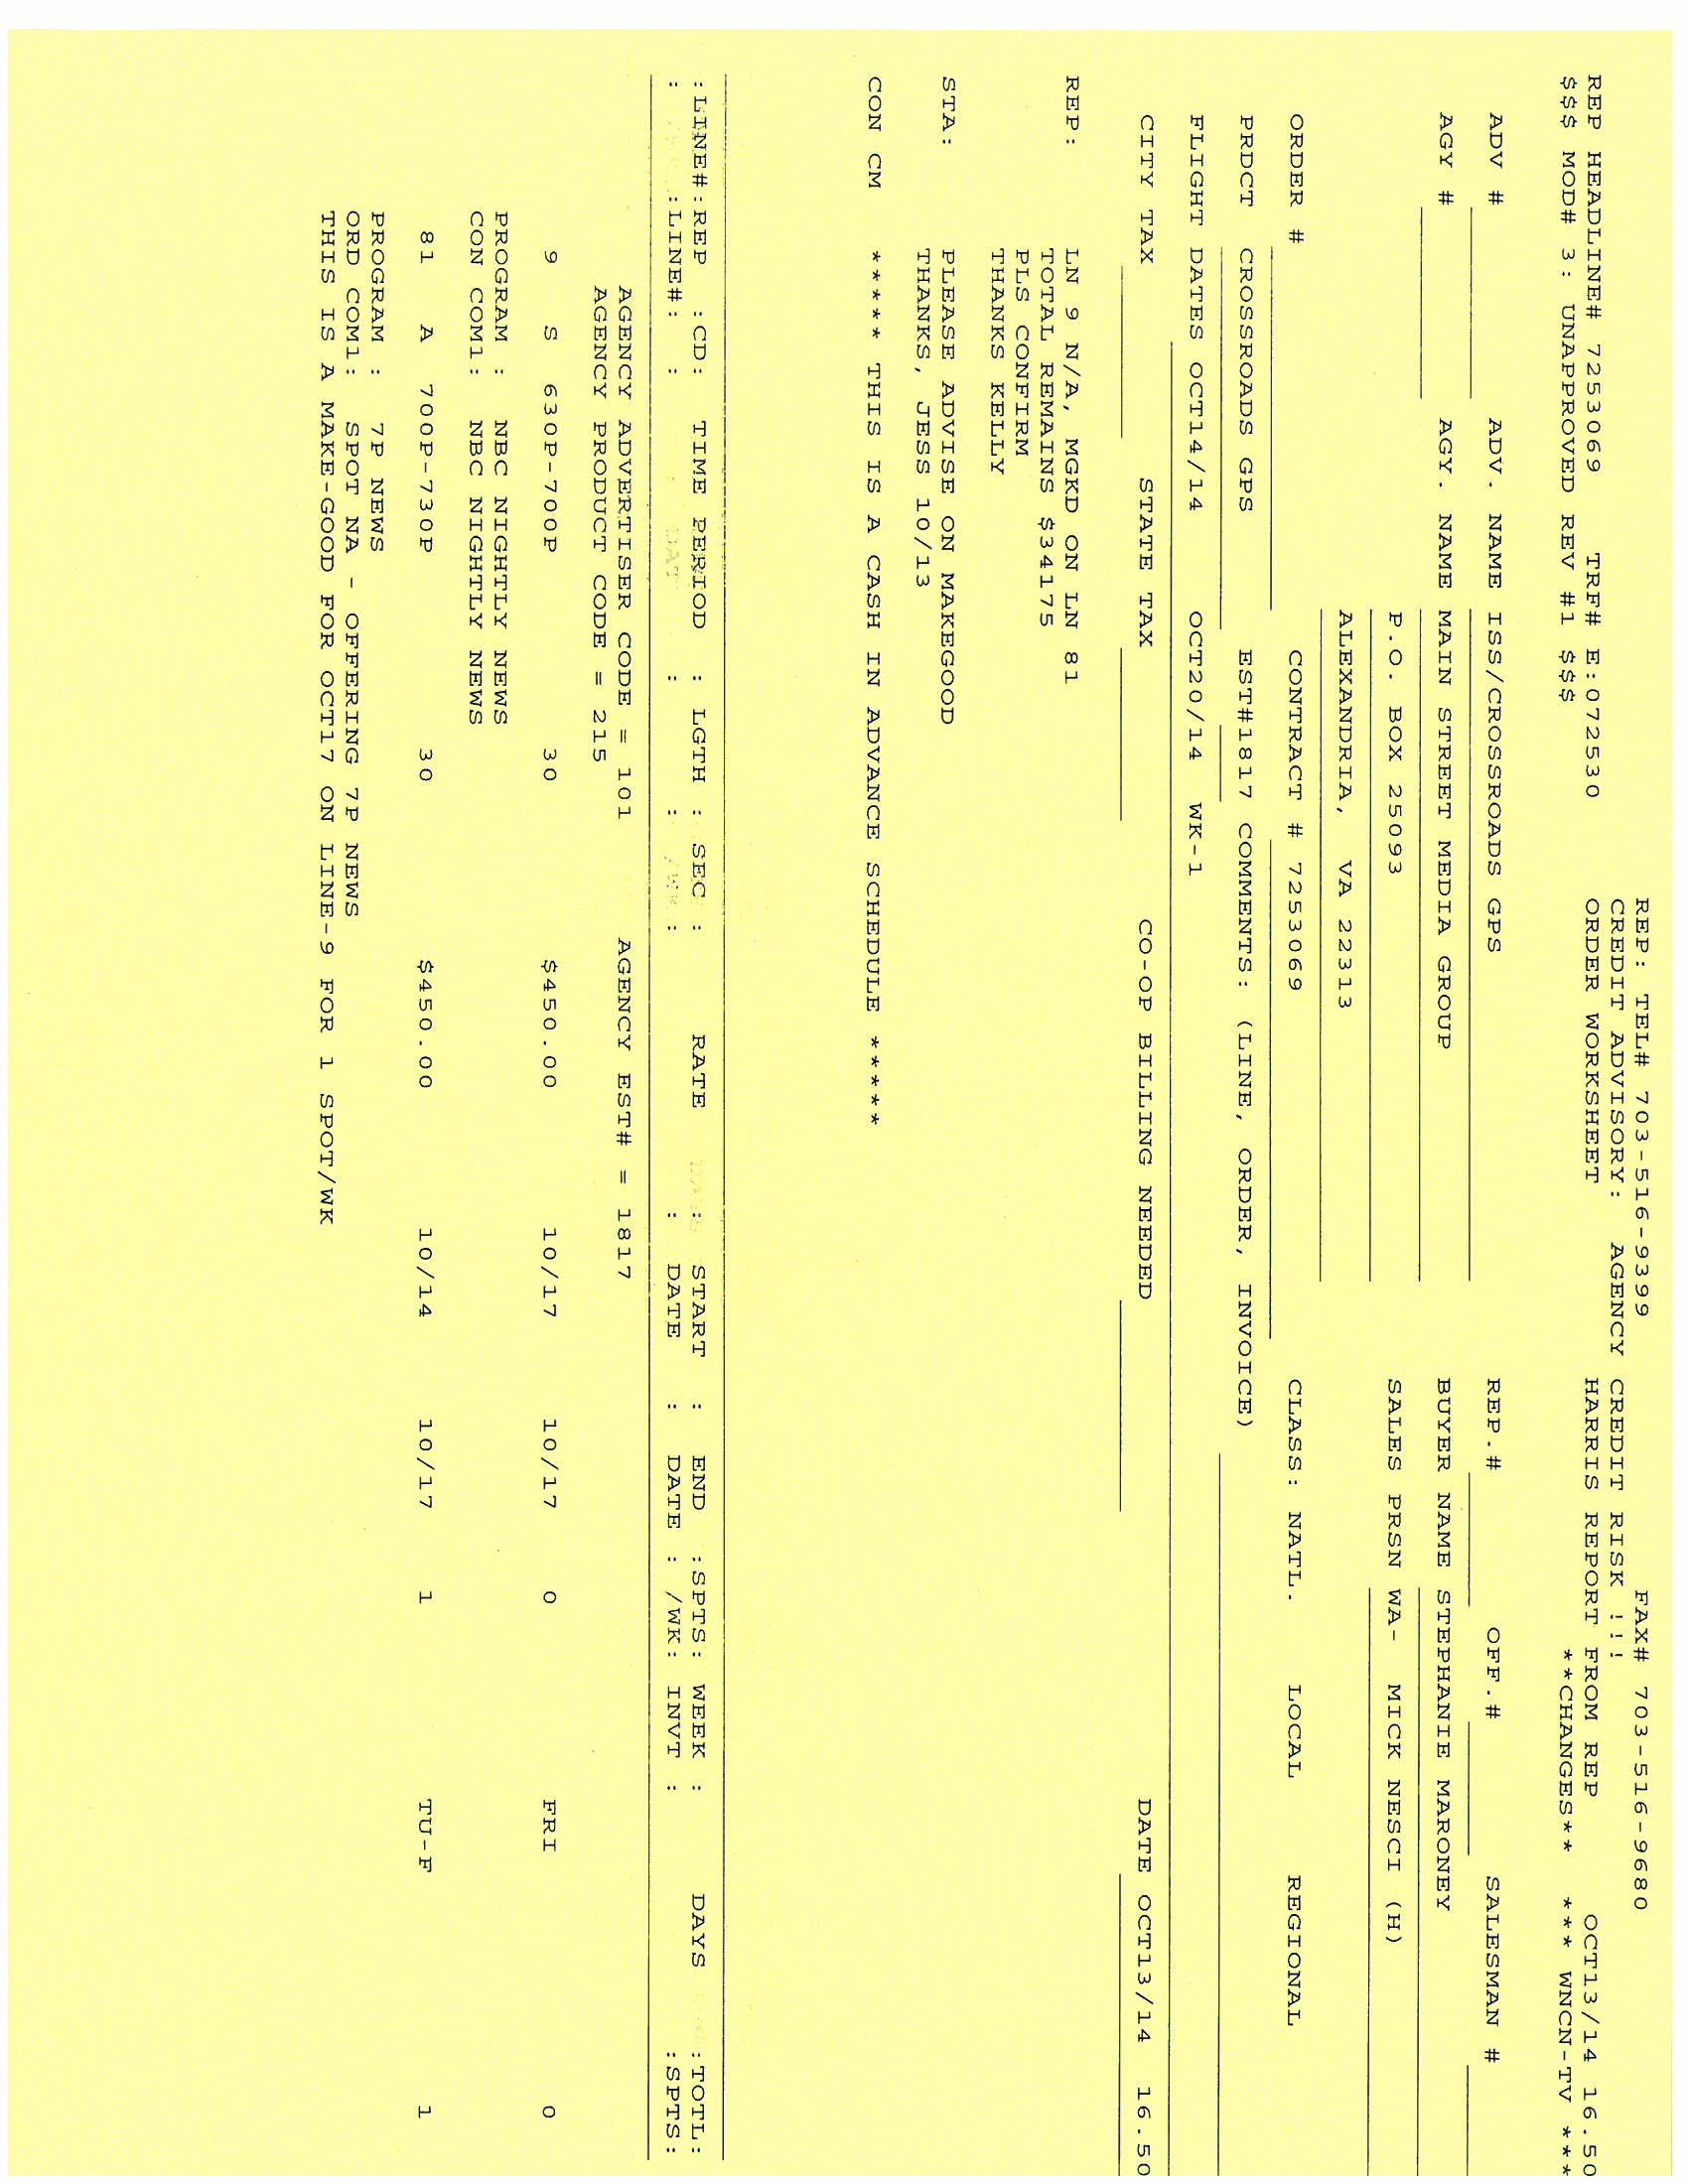 REP: TEL# 703-516-9399 FAX# 703-516-9680
CREDIT ADVISORY: AGENCY CREDIT RISK !!!
REP HEADLINE# 7253069 TRF# E:072530 ORDER WORKSHEET HARRIS REPORT FROM REP OCT13/14 16.50
$$$ MOD# 3: UNAPPROVED REV #1 $$$ **CHANGES** *** WNCN-TV ***
ADV # ADV. NAME ISS/CROSSROADS GPS REP.# OFF.# SALESMAN #
AGY # AGY. NAME MAIN STREET MEDIA GROUP BUYER NAME STEPHANIE MARONEY
P.O. BOX 25093 SALES PRSN WA- MICK NESCI (H)
ALEXANDRIA, VA 22313
ORDER # CONTRACT # 7253069 CLASS: NATL. LOCAL REGIONAL
PRDCT CROSSROADS GPS EST#1817 COMMENTS: (LINE, ORDER, INVOICE)
FLIGHT DATES OCT14/14 OCT20/14 WK-1
CITY TAX STATE TAX CO-OP BILLING NEEDED DATE OCT13/14 16.50
REP: LN 9 N/A, MGKD ON LN 81
TOTAL REMAINS $34175
PLS CONFIRM
THANKS KELLY
STA: PLEASE ADVISE ON MAKEGOOD
THANKS, JESS 10/13
CON CM ***** THIS IS A CASH IN ADVANCE SCHEDULE *****
:LINE#:REP :CD: TIME PERIOD : LGTH : SEC : RATE : START : END :SPTS: WEEK : DAYS :TOTL:
: :LINE#: : : : : : DATE : DATE : /WK: INVT : :SPTS:
AGENCY ADVERTISER CODE = 101 AGENCY EST# = 1817
AGENCY PRODUCT CODE = 215
9 S 630P-700P 30 $450.00 10/17 10/17 0 FRI 0
PROGRAM : NBC NIGHTLY NEWS
CON COM1: NBC NIGHTLY NEWS
81 A 700P-730P 30 $450.00 10/14 10/17 1 TU-F 1
PROGRAM : 7P NEWS
ORD COM1: SPOT NA - OFFERING 7P NEWS
THIS IS A MAKE-GOOD FOR OCT17 ON LINE-9 FOR 1 SPOT/WK